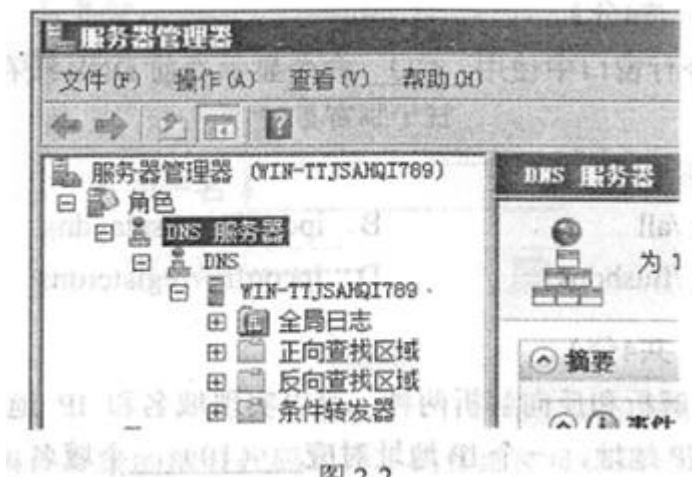 服务器管理器
文件(F) 操作(A) 查看(V) 帮助(H)
服务器管理器 (WIN-TTJSAHQI789)
角色
DNS 服务器
DNS
WIN-TTJSAHQI789
全局日志
正向查找区域
反向查找区域
条件转发器
DNS 服务器
为
摘要
事件
图 2-2